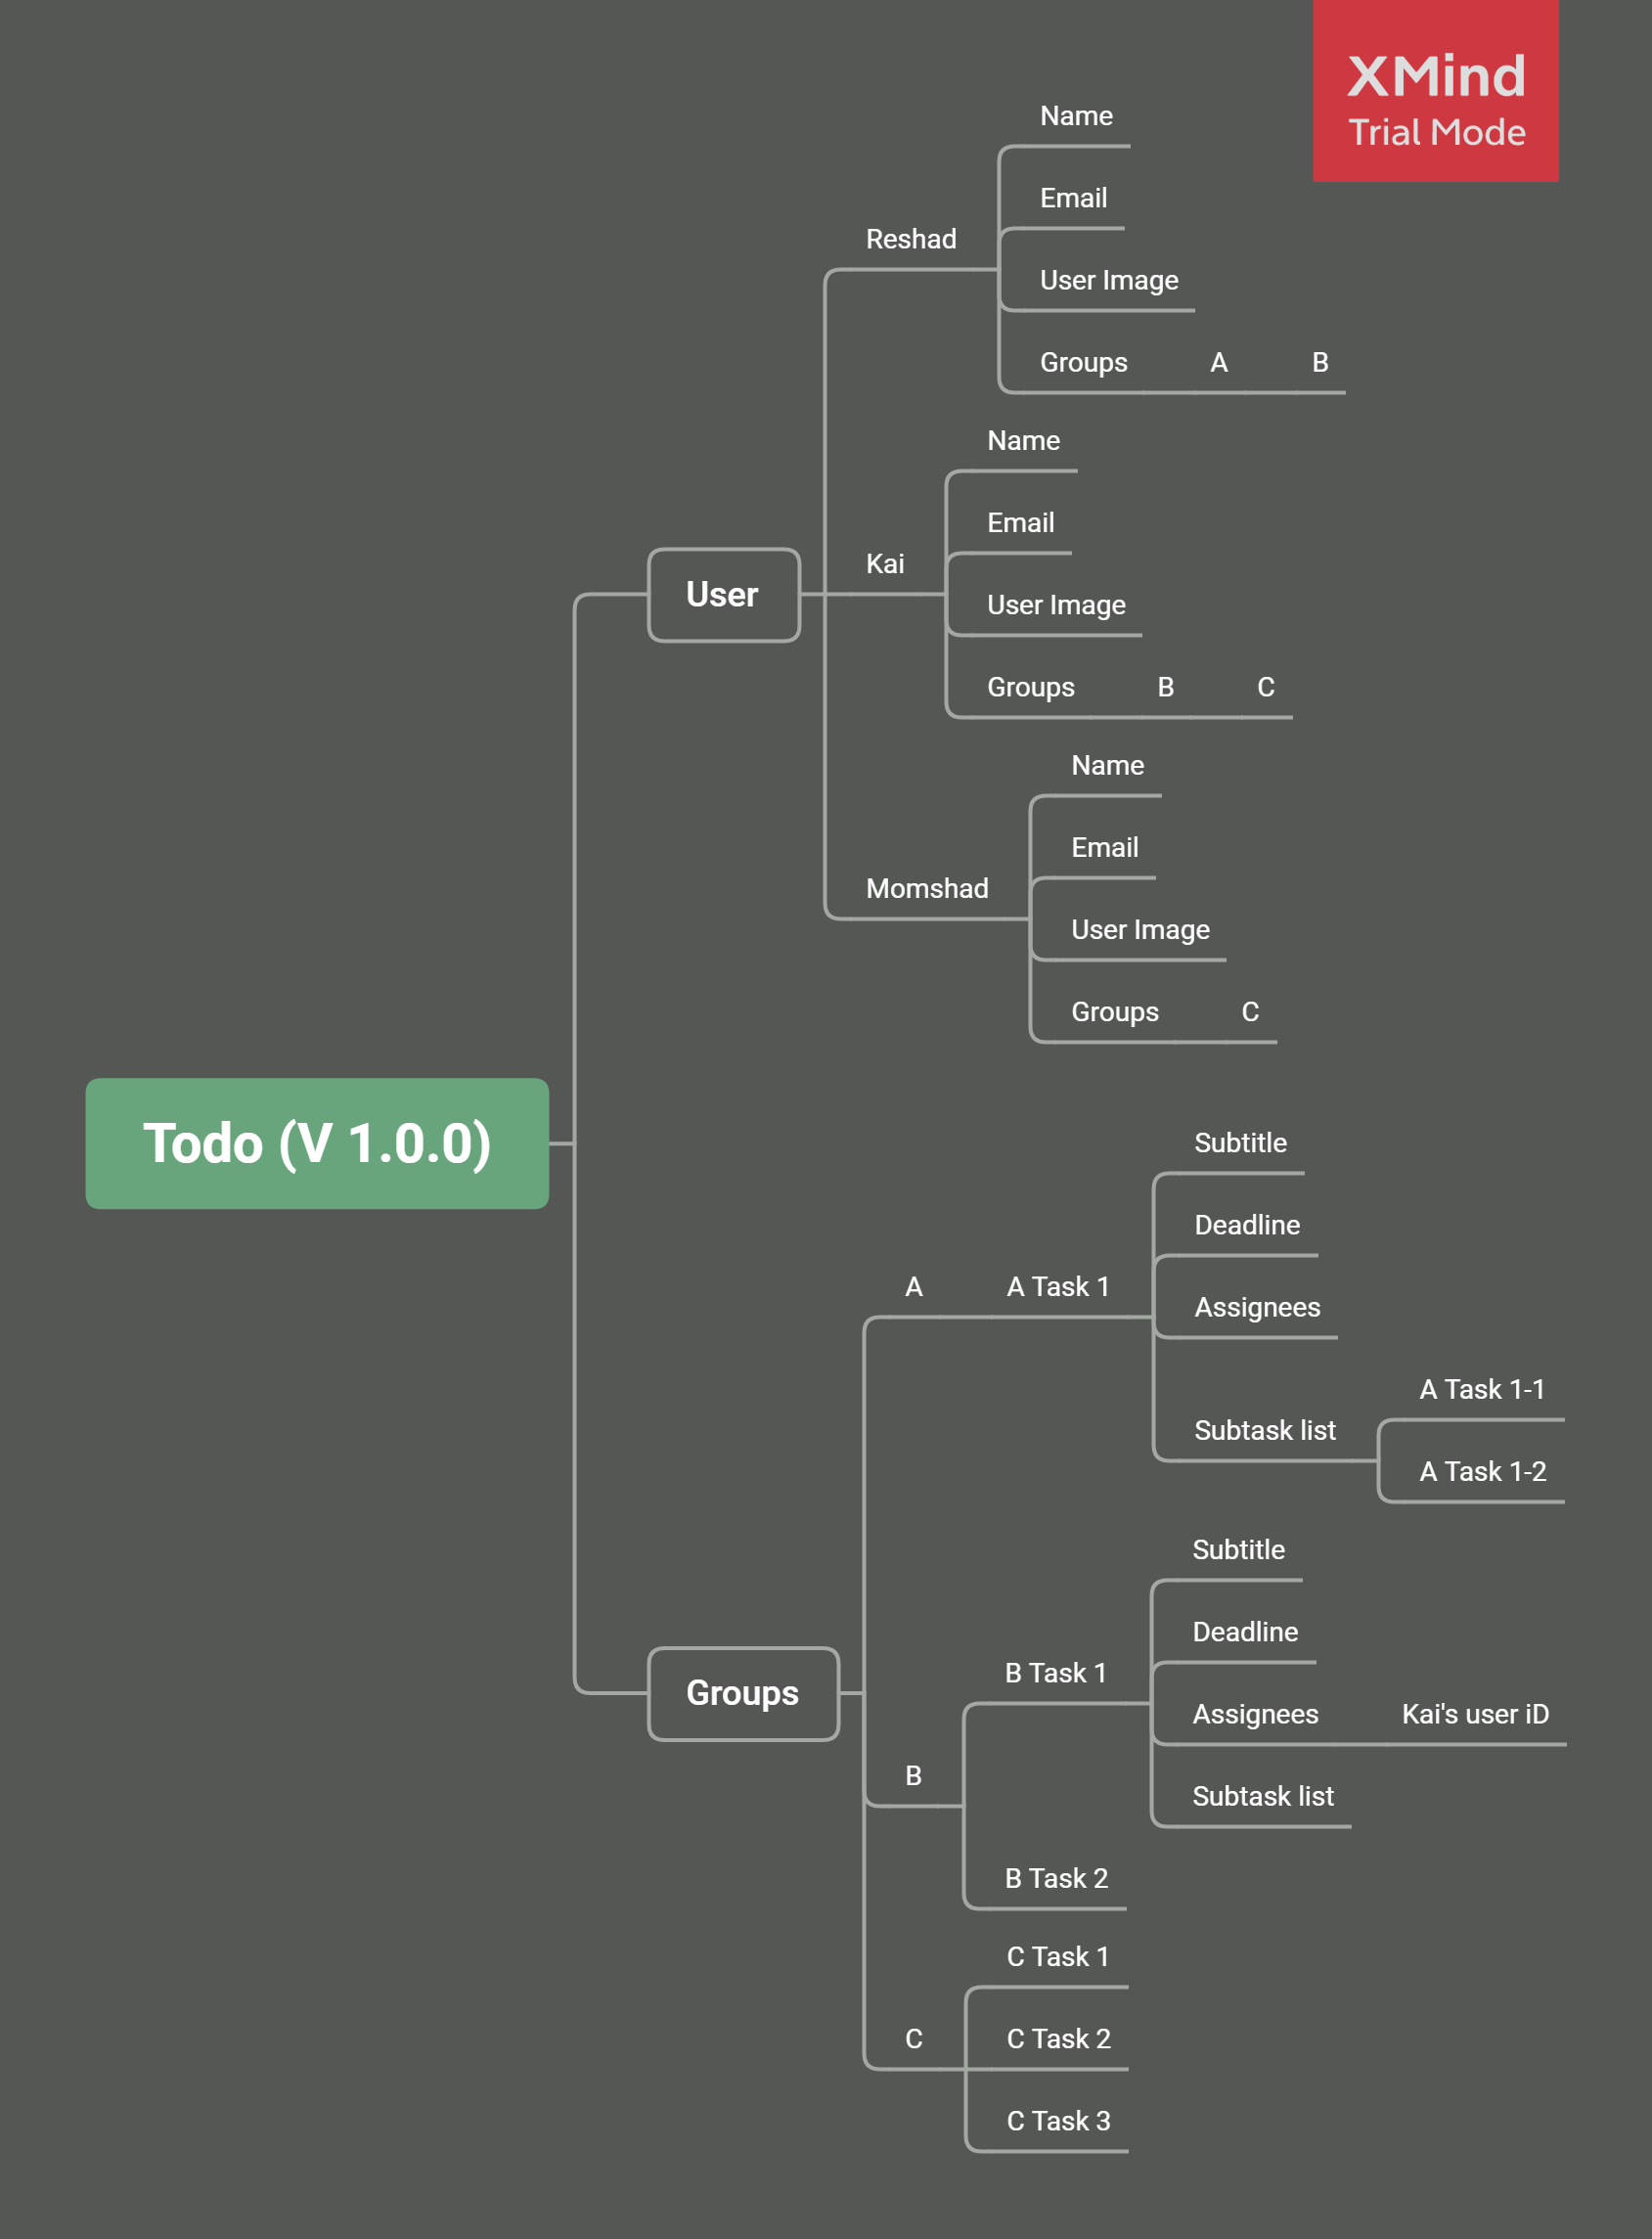 XMind
Trial Mode
Todo (V 1.0.0)
User
Reshad
Name
Email
User Image
Groups A B
Kai
Name
Email
User Image
Groups B C
Momshad
Name
Email
User Image
Groups C
Groups
A
A Task 1
Subtitle
Deadline
Assignees
Subtask list
A Task 1-1
A Task 1-2
B
B Task 1
Subtitle
Deadline
Assignees Kai's user iD
Subtask list
B Task 2
C
C Task 1
C Task 2
C Task 3